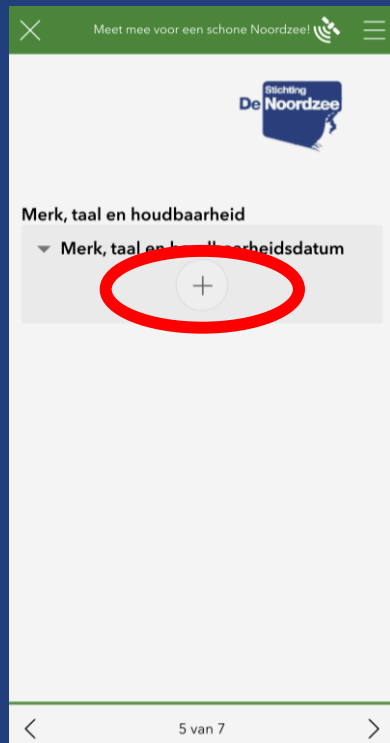 Meet mee voor een schone Noordzee!
Stichting
De Noordzee
Merk, taal en houdbaarheid
Merk, taal en houdbaarheidsdatum
5 van 7